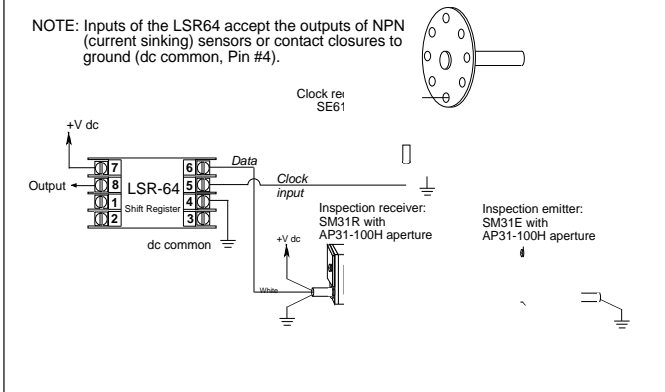 NOTE: Inputs of the LSR64 accept the outputs of NPN
(current sinking) sensors or contact closures to
ground (dc common, Pin #4).
Clock
SE61
+V dc
7
6
Data
Output
8
LSR-64
5
Clock
input
1
Shift Register
4
2
3
dc common
Inspection receiver:
SM31R with
AP31-100H aperture
Inspection emitter:
SM31E with
AP31-100H aperture
+V dc
White